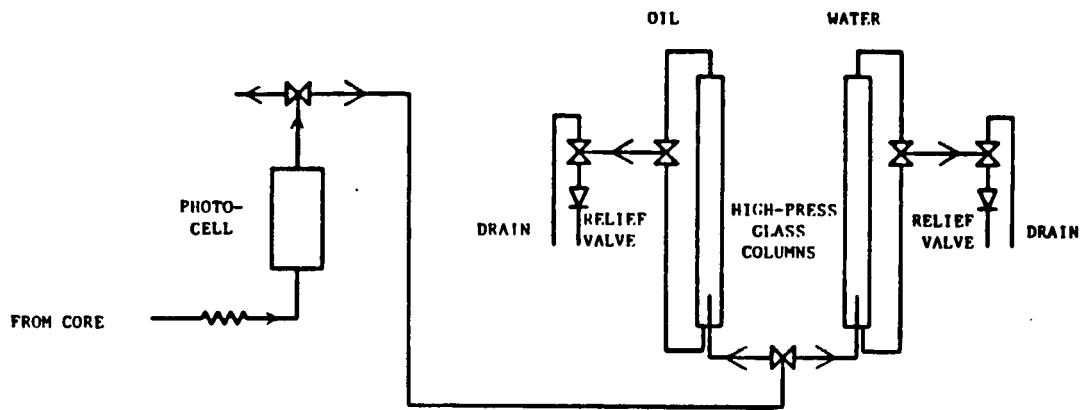 OIL
WATER
PHOTO-
CELL
FROM CORE
DRAIN
RELIEF
VALVE
HIGH-PRESS
GLASS
COLUMNS
RELIEF
VALVE
DRAIN